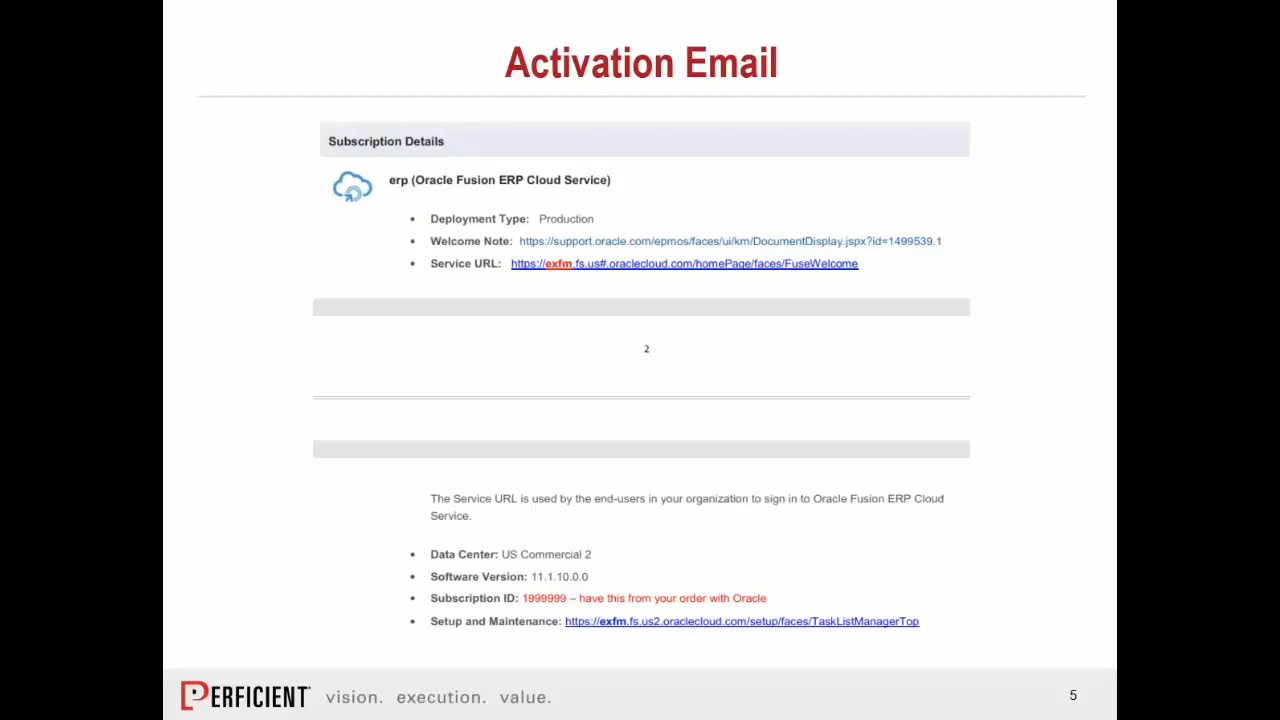 Activation Email
Subscription Details
erp (Oracle Fusion ERP Cloud Service)
• Deployment Type: Production
• Welcome Note: https://support.oracle.com/epmos/faces/ui/km/DocumentDisplay.jspx?id=1499539.1
• Service URL: https://exfm.fs.us#.oraclecloud.com/homePage/faces/FuseWelcome
2
The Service URL is used by the end-users in your organization to sign in to Oracle Fusion ERP Cloud
Service.
• Data Center: US Commercial 2
• Software Version: 11.1.10.0.0
• Subscription ID: 1999999 – have this from your order with Oracle
• Setup and Maintenance: https://exfm.fs.us2.oraclecloud.com/setup/faces/TaskListManagerTop
PERFICIENT vision. execution. value.
5